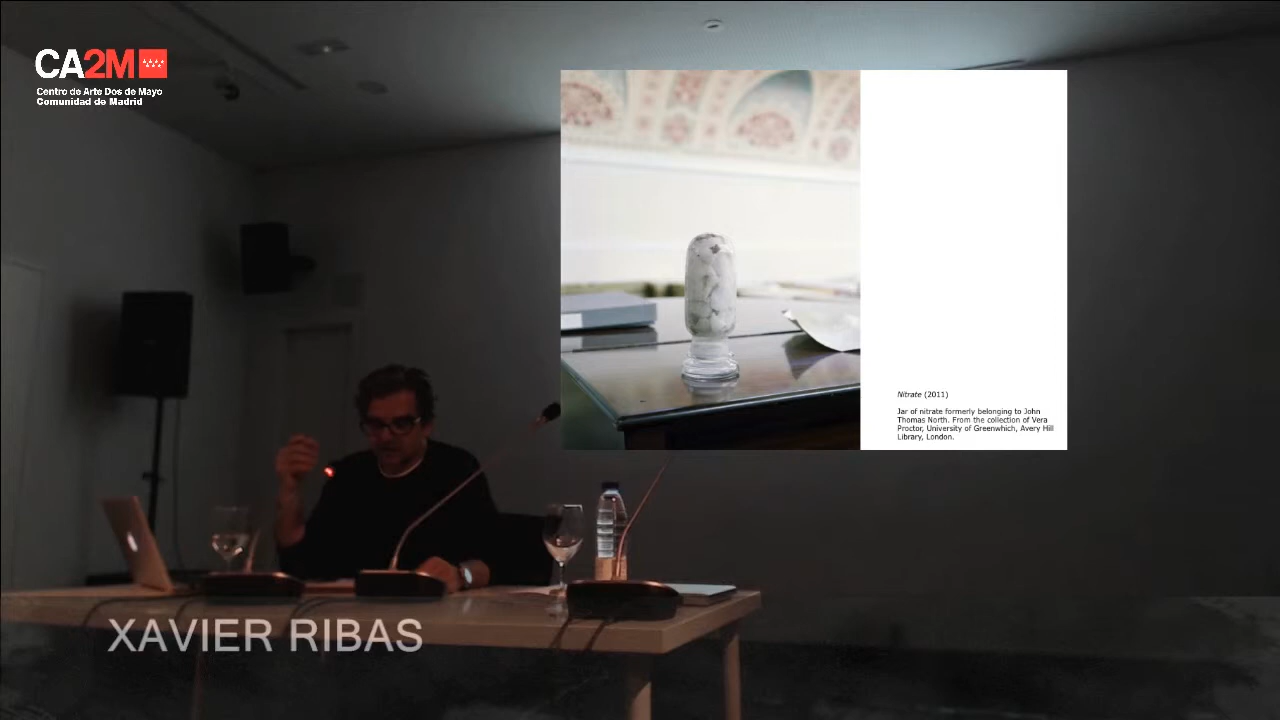 CA2M
Centro de Arte Dos de Mayo
Comunidad de Madrid
Nitrate (2011)
Jar of nitrate formerly belonging to John
Thomas North. From the collection of Vera
Proctor, University of Greenwhich, Avery Hill
Library, London.
XAVIER RIBAS